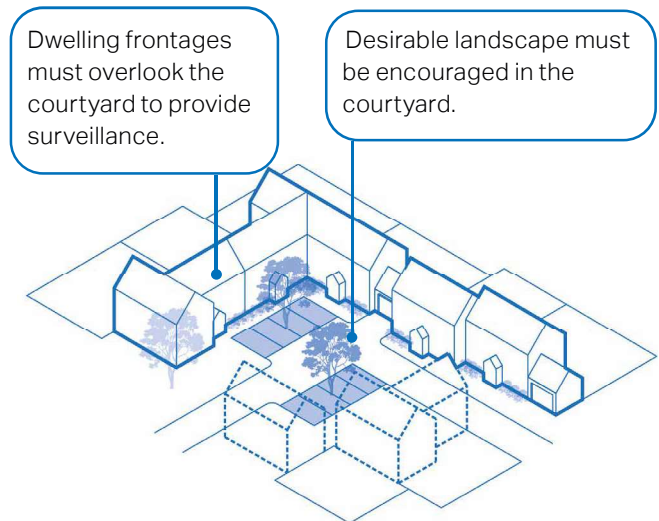 Dwelling frontages
must overlook the
courtyard to provide
surveillance.
Desirable landscape must
be encouraged in the
courtyard.